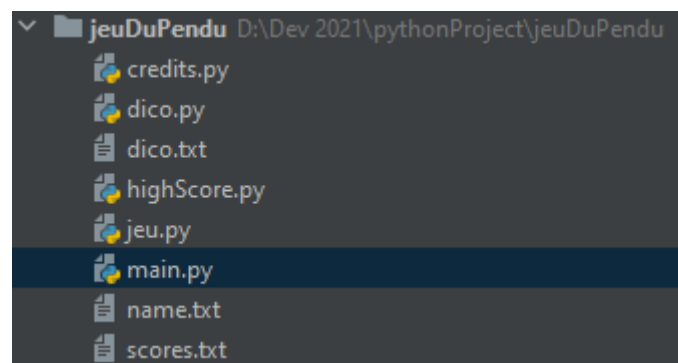 jeuDuPendu D:\Dev 2021\pythonProject\jeuDuPendu
credits.py
dico.py
dico.txt
highScore.py
jeu.py
main.py
name.txt
scores.txt